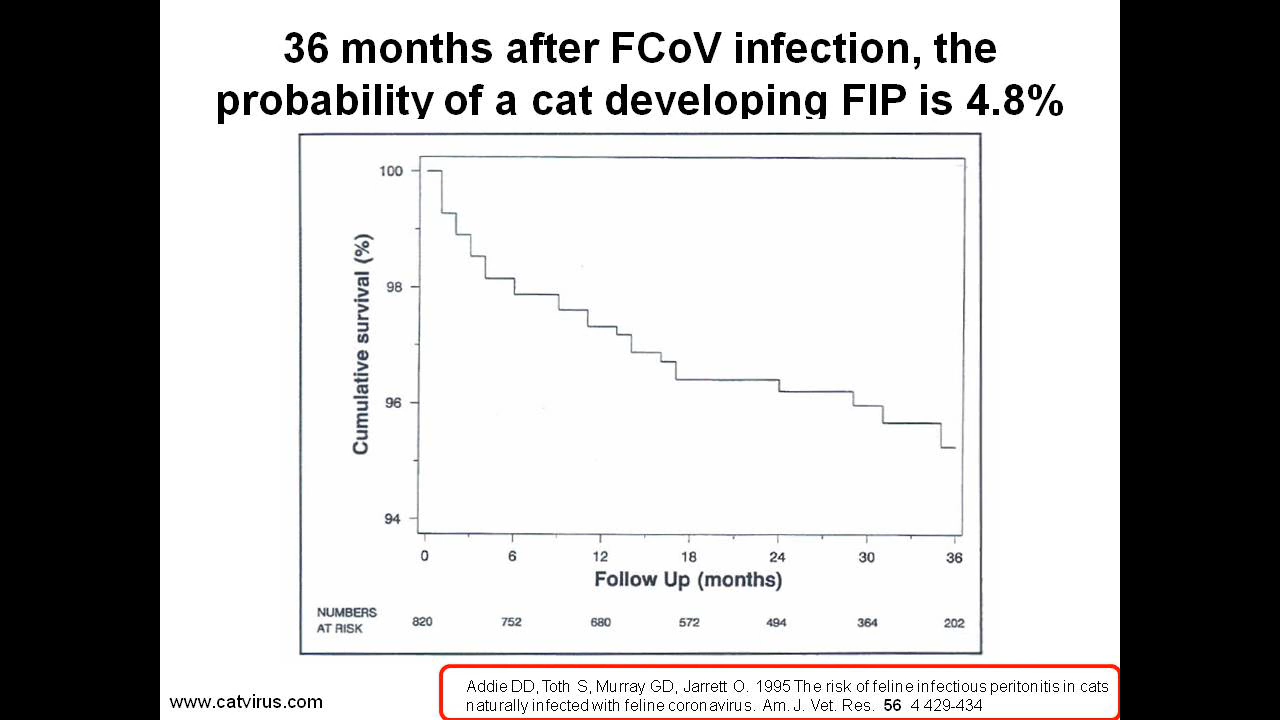 36 months after FCoV infection, the
probability of a cat developing FIP is 4.8%
100
98
96
94
Cumulative survival (%)
0 6 12 18 24 30 36
Follow Up (months)
NUMBERS
AT RISK
820 752 680 572 494 364 202
www.catvirus.com
Addie DD, Toth S, Murray GD, Jarrett O. 1995 The risk of feline infectious peritonitis in cats
naturally infected with feline coronavirus. Am. J. Vet. Res. 56 4 429-434